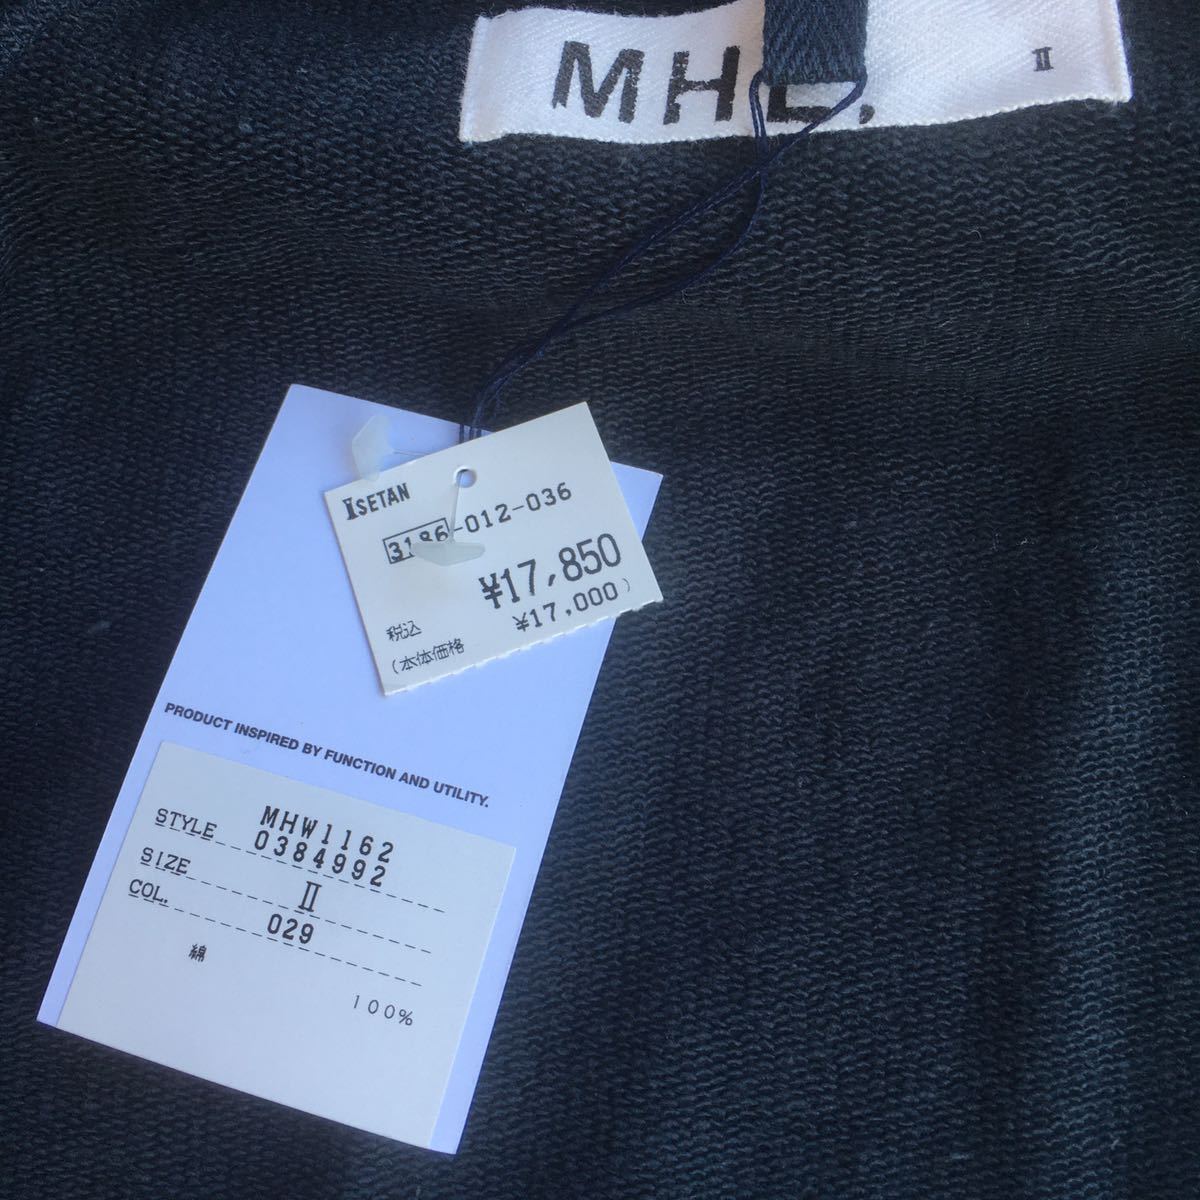 MHL.
II
ISETAN
3186-012-036
¥17,850
税込
¥17,000)
(本体価格
PRODUCT INSPIRED BY FUNCTION AND UTILITY.
STYLE MHW1162
0384992
SIZE II
COL. 029
綿
100%